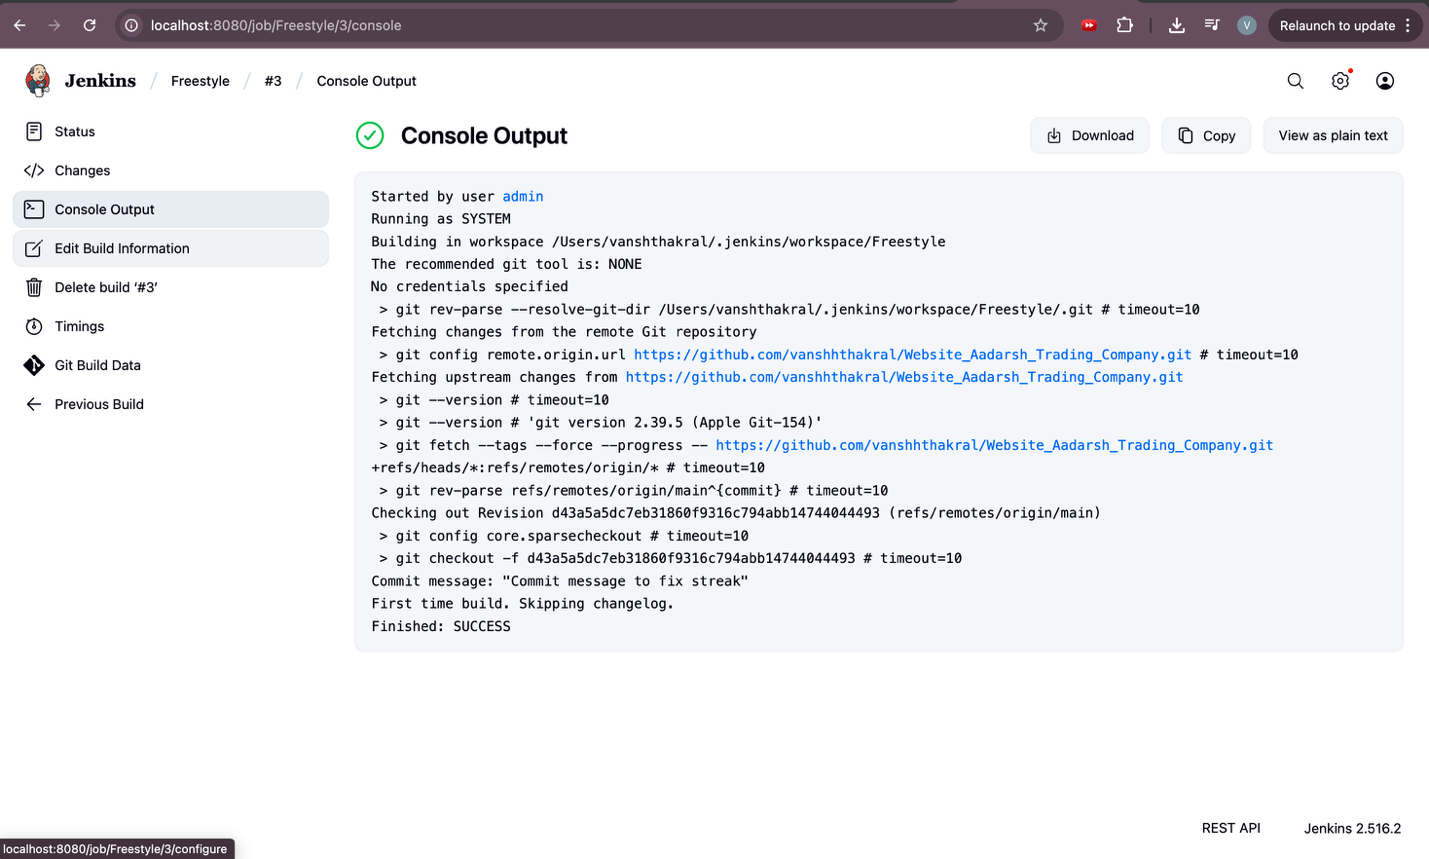 localhost:8080/job/Freestyle/3/console
V
Relaunch to update
Jenkins / Freestyle / #3 / Console Output
Status
Changes
Console Output
Edit Build Information
Delete build ‘#3’
Timings
Git Build Data
Previous Build
Console Output
Download
Copy
View as plain text
Started by user admin
Running as SYSTEM
Building in workspace /Users/vanshthakral/.jenkins/workspace/Freestyle
The recommended git tool is: NONE
No credentials specified
> git rev-parse --resolve-git-dir /Users/vanshthakral/.jenkins/workspace/Freestyle/.git # timeout=10
Fetching changes from the remote Git repository
> git config remote.origin.url https://github.com/vanshhthakral/Website_Aadarsh_Trading_Company.git # timeout=10
Fetching upstream changes from https://github.com/vanshhthakral/Website_Aadarsh_Trading_Company.git
> git --version # timeout=10
> git --version # 'git version 2.39.5 (Apple Git-154)'
> git fetch --tags --force --progress -- https://github.com/vanshhthakral/Website_Aadarsh_Trading_Company.git
+refs/heads/*:refs/remotes/origin/* # timeout=10
> git rev-parse refs/remotes/origin/main^{commit} # timeout=10
Checking out Revision d43a5a5dc7eb31860f9316c794abb14744044493 (refs/remotes/origin/main)
> git config core.sparsecheckout # timeout=10
> git checkout -f d43a5a5dc7eb31860f9316c794abb14744044493 # timeout=10
Commit message: "Commit message to fix streak"
First time build. Skipping changelog.
Finished: SUCCESS
REST API
Jenkins 2.516.2
localhost:8080/job/Freestyle/3/configure